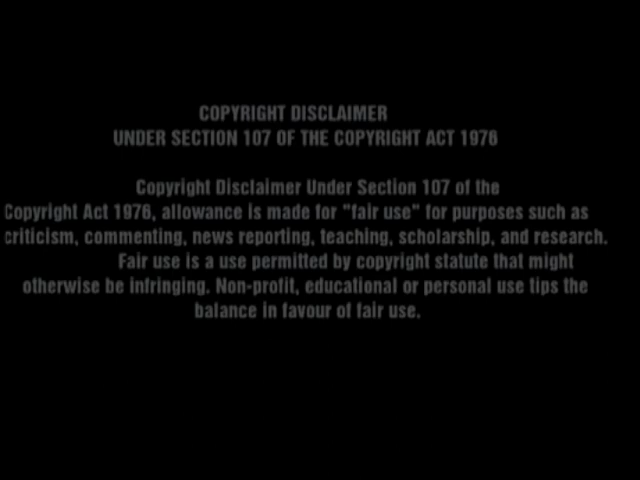 COPYRIGHT DISCLAIMER
UNDER SECTION 107 OF THE COPYRIGHT ACT 1976
Copyright Disclaimer Under Section 107 of the
Copyright Act 1976, allowance is made for "fair use" for purposes such as
criticism, commenting, news reporting, teaching, scholarship, and research.
Fair use is a use permitted by copyright statute that might
otherwise be infringing. Non-profit, educational or personal use tips the
balance in favour of fair use.